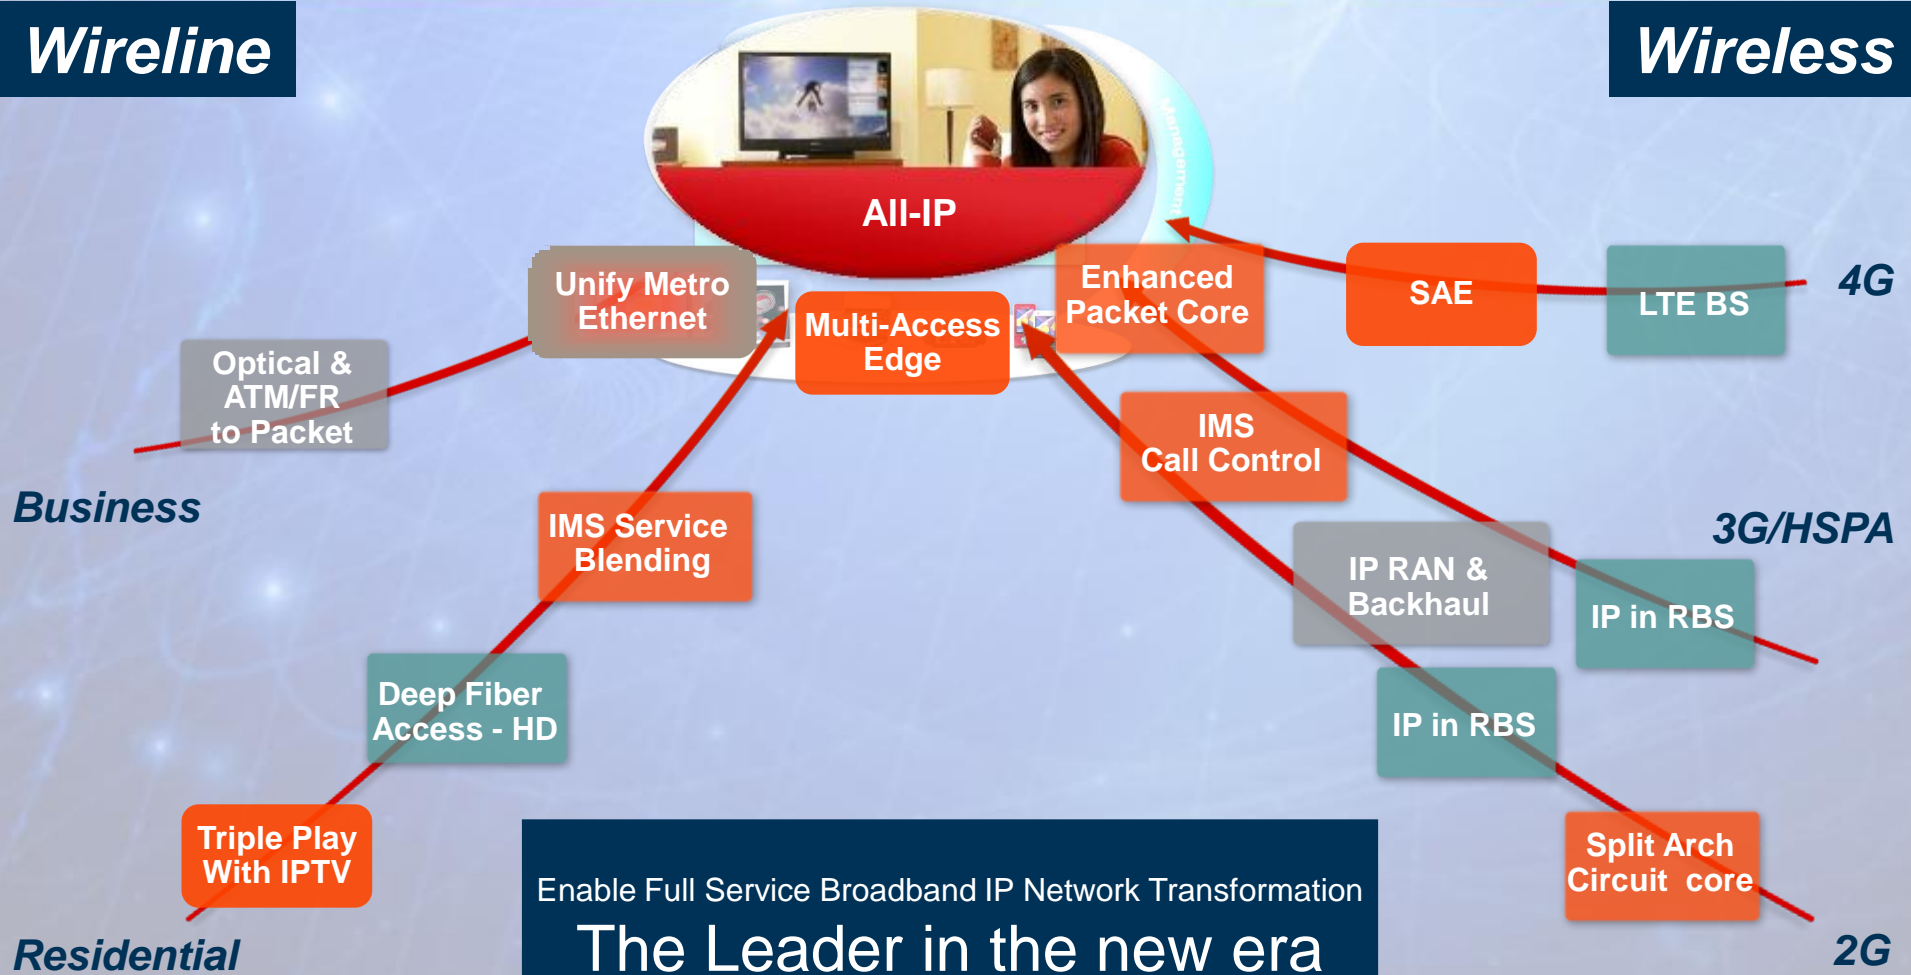 Wireline
Wireless
Management
All-IP
Unify Metro
Ethernet
Multi-Access
Edge
Enhanced
Packet Core
SAE
LTE BS
4G
Optical &
ATM/FR
to Packet
Business
IMS Service
Blending
IMS
Call Control
3G/HSPA
IP RAN &
Backhaul
IP in RBS
Deep Fiber
Access - HD
IP in RBS
Triple Play
With IPTV
Split Arch
Circuit core
Residential
2G
Enable Full Service Broadband IP Network Transformation
The Leader in the new era